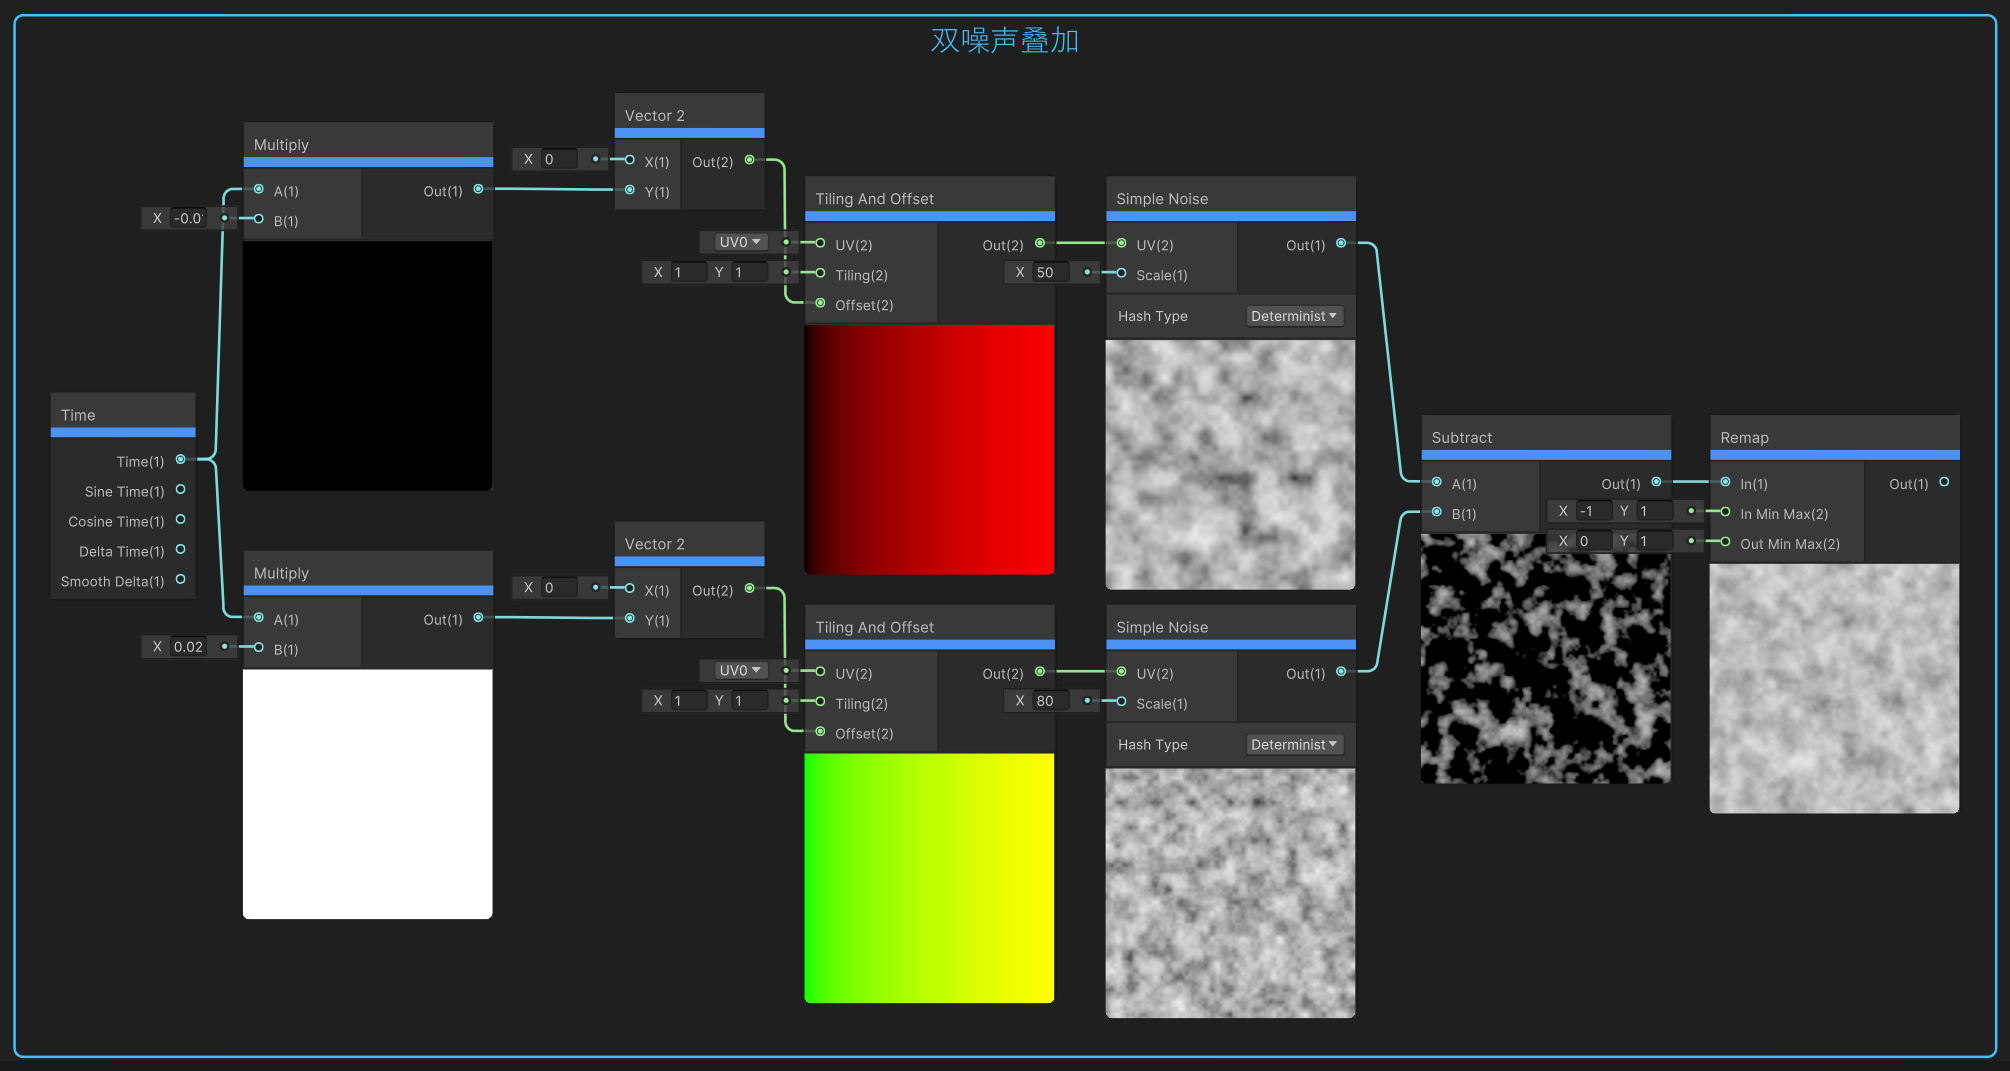 双噪声叠加
Time
Time(1)
Sine Time(1)
Cosine Time(1)
Delta Time(1)
Smooth Delta(1)
Multiply
A(1)
Out(1)
X
B(1)
Vector 2
X 0
X(1)
Out(2)
Y(1)
Tiling And Offset
UV0
UV(2)
Out(2)
X 1 Y 1
Tiling(2)
Offset(2)
Simple Noise
UV(2)
Out(1)
X 50
Scale(1)
Hash Type
Determinist
Multiply
A(1)
Out(1)
X 0.02
B(1)
Vector 2
X 0
X(1)
Out(2)
Y(1)
Tiling And Offset
UV0
UV(2)
Out(2)
X 1 Y 1
Tiling(2)
Offset(2)
Simple Noise
UV(2)
Out(1)
X 80
Scale(1)
Hash Type
Determinist
Subtract
A(1)
Out(1)
B(1)
Remap
In(1)
Out(1)
X -1 Y 1
In Min Max(2)
X 0 Y 1
Out Min Max(2)